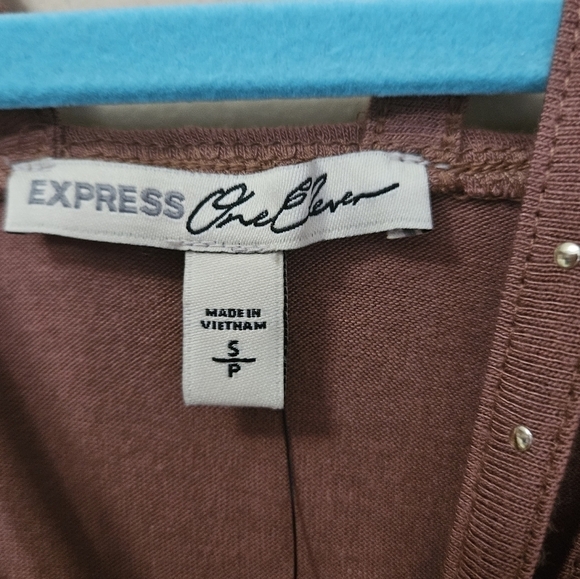 EXPRESS One Eleven
MADE IN
VIETNAM
S
P